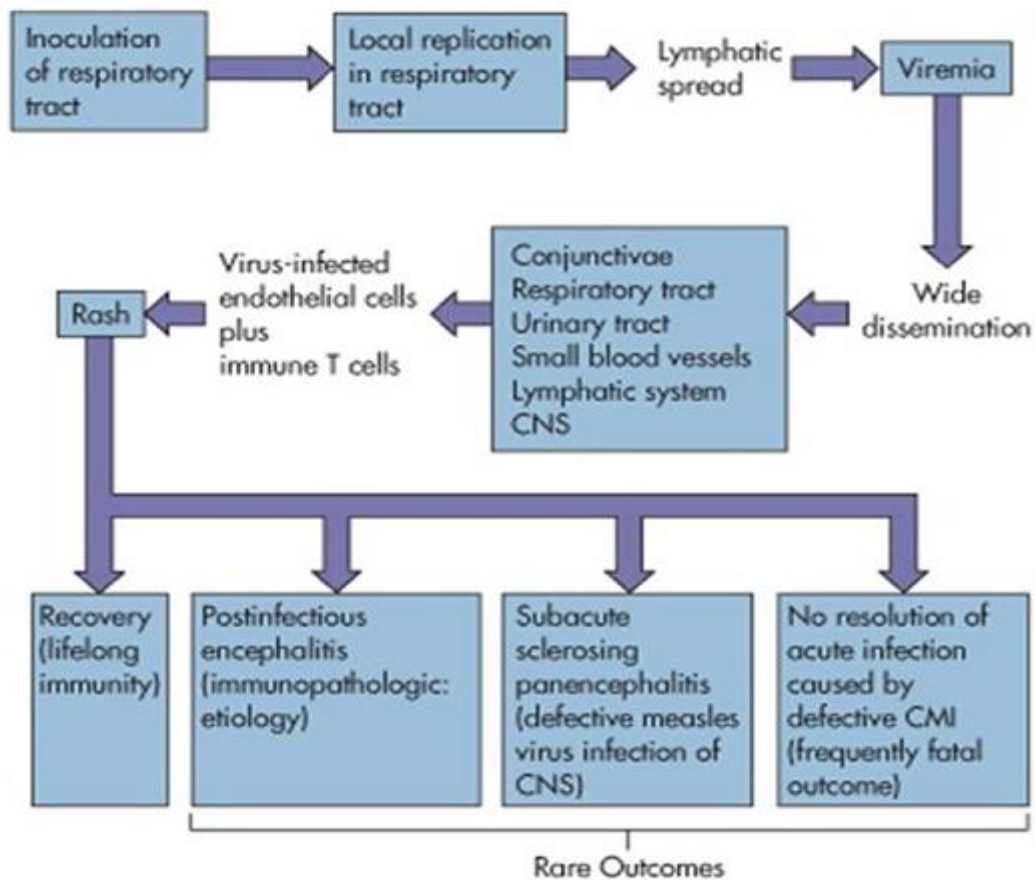 Inoculation
of respiratory
tract
Local replication
in respiratory
tract
Lymphatic
spread
Viremia
Wide
dissemination
Conjunctivae
Respiratory tract
Urinary tract
Small blood vessels
Lymphatic system
CNS
Virus-infected
endothelial cells
plus
immune T cells
Rash
Recovery
(lifelong
immunity)
Postinfectious
encephalitis
(immunopathologic:
etiology)
Subacute
sclerosing
panencephalitis
(defective measles
virus infection of
CNS)
No resolution of
acute infection
caused by
defective CMI
(frequently fatal
outcome)
Rare Outcomes